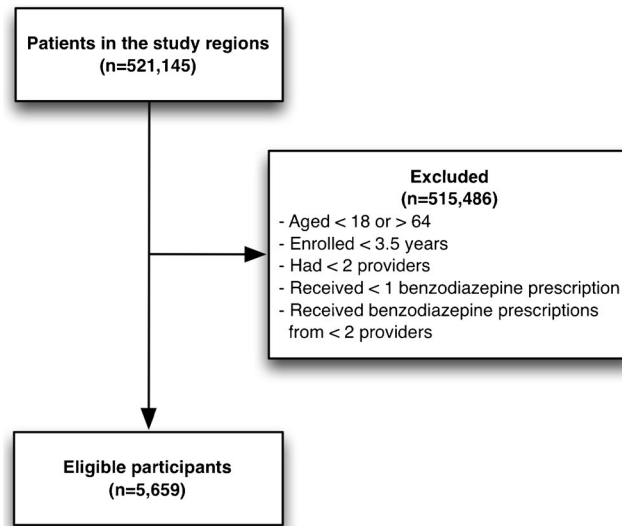 Patients in the study regions
(n=521,145)
Excluded
(n=515,486)
- Aged < 18 or > 64
- Enrolled < 3.5 years
- Had < 2 providers
- Received < 1 benzodiazepine prescription
- Received benzodiazepine prescriptions
from < 2 providers
Eligible participants
(n=5,659)